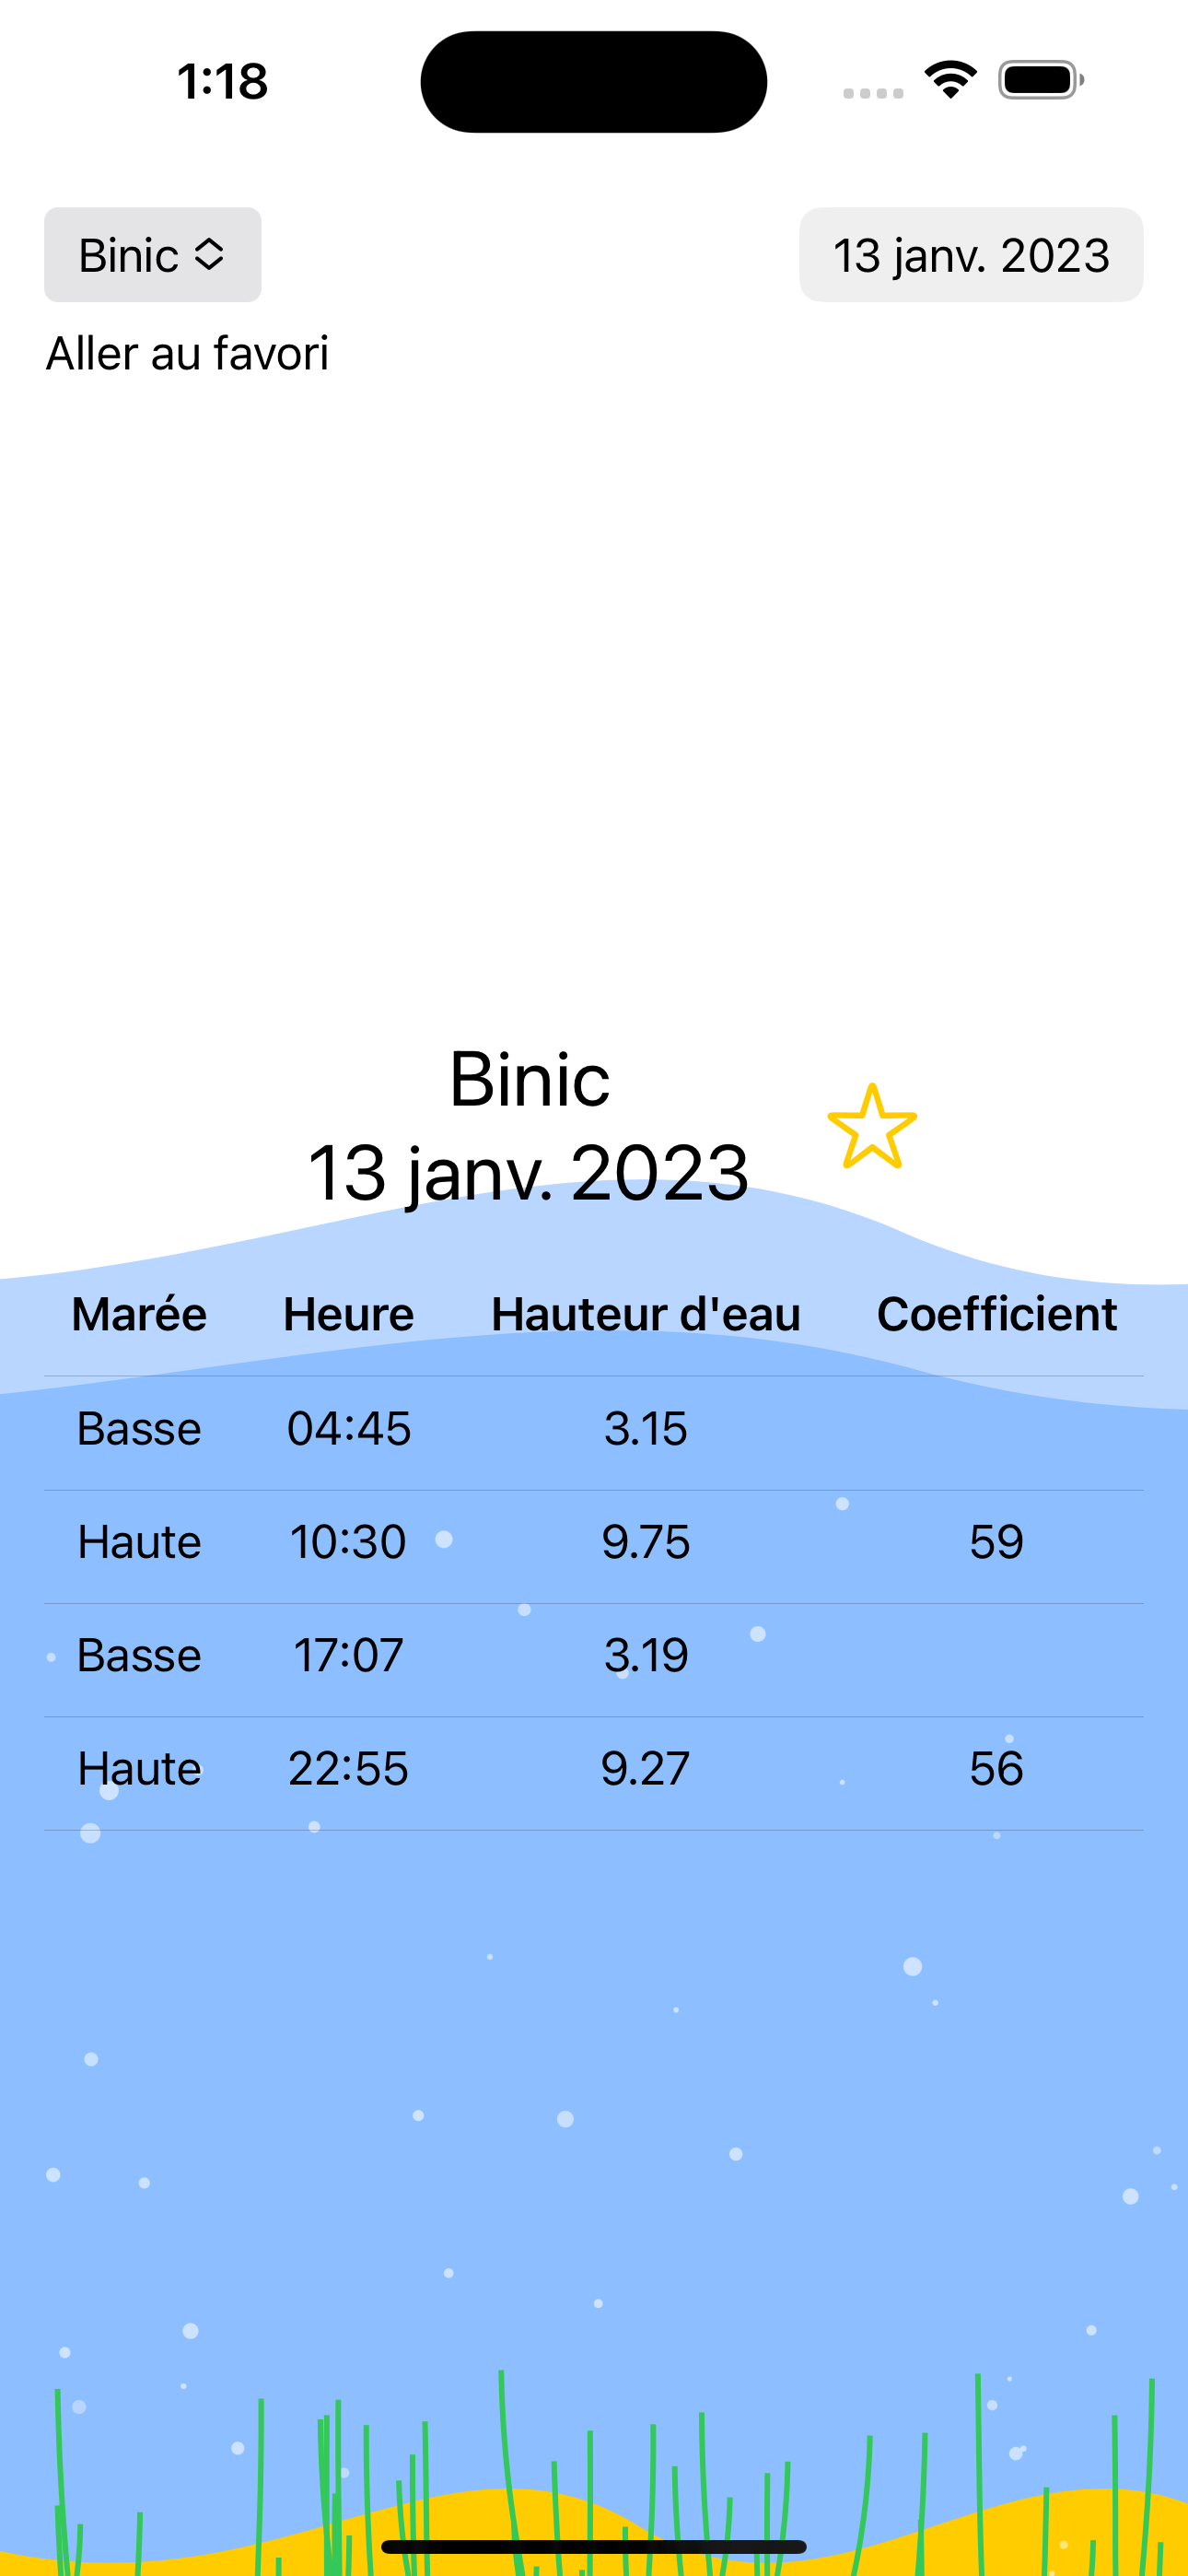 1:18
Binic
13 janv. 2023
Aller au favori
Binic
13 janv. 2023
Marée Heure Hauteur d'eau Coefficient
Basse 04:45 3.15
Haute 10:30 9.75 59
Basse 17:07 3.19
Haute 22:55 9.27 56